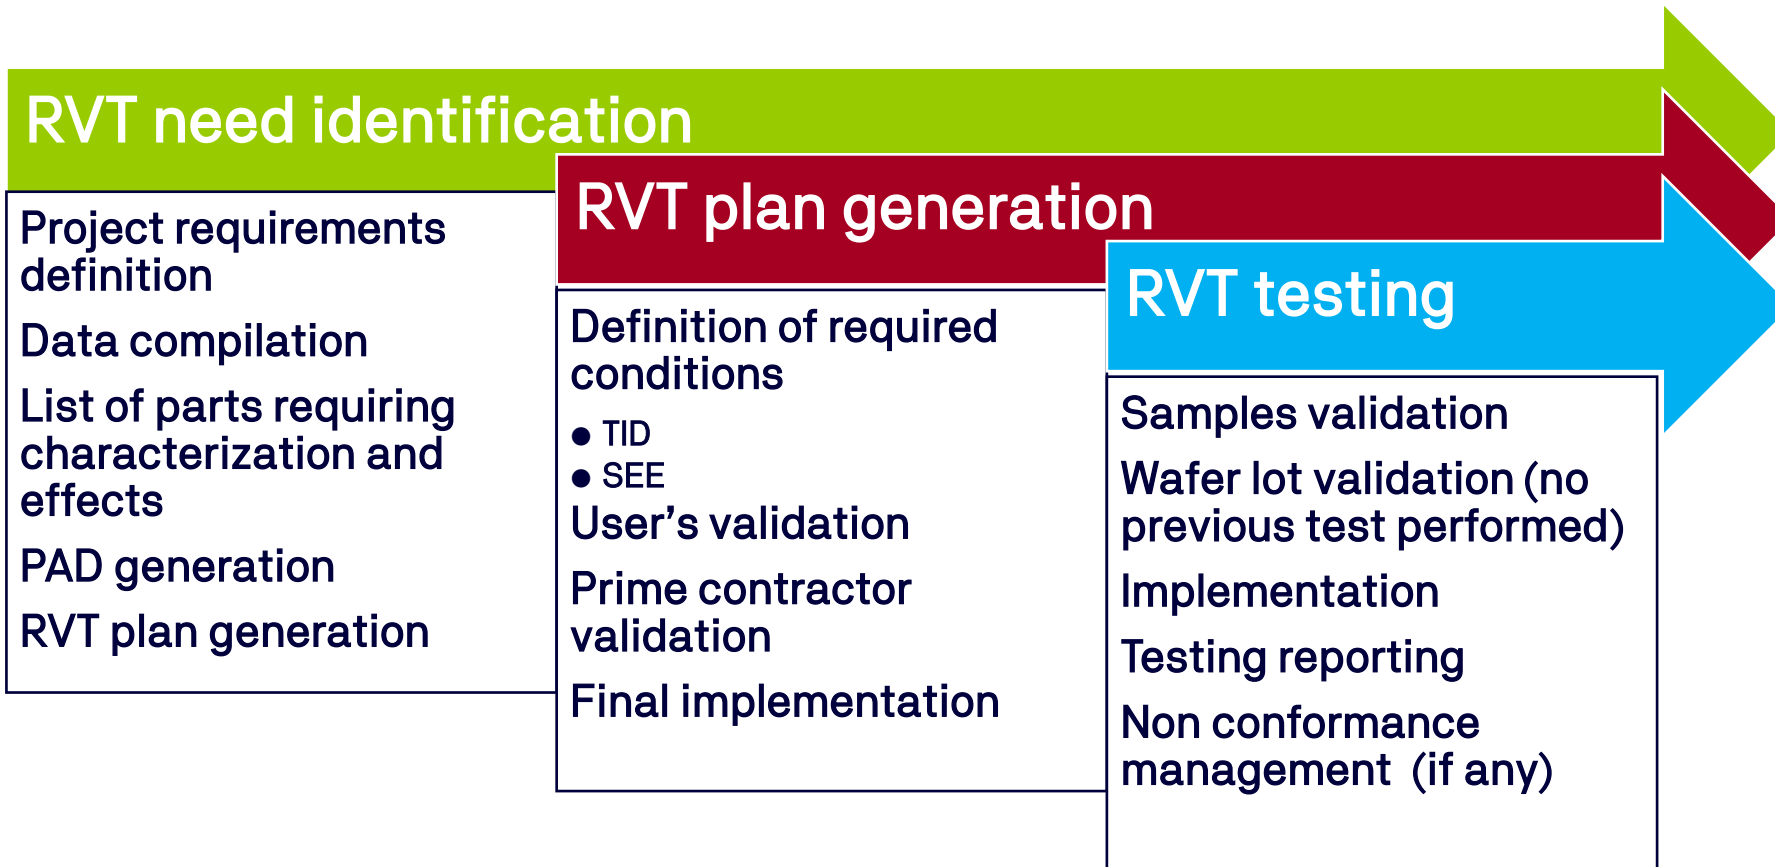 RVT need identification
Project requirements
definition
Data compilation
List of parts requiring
characterization and
effects
PAD generation
RVT plan generation
RVT plan generation
Definition of required
conditions
● TID
● SEE
User’s validation
Prime contractor
validation
Final implementation
RVT testing
Samples validation
Wafer lot validation (no
previous test performed)
Implementation
Testing reporting
Non conformance
management  (if any)